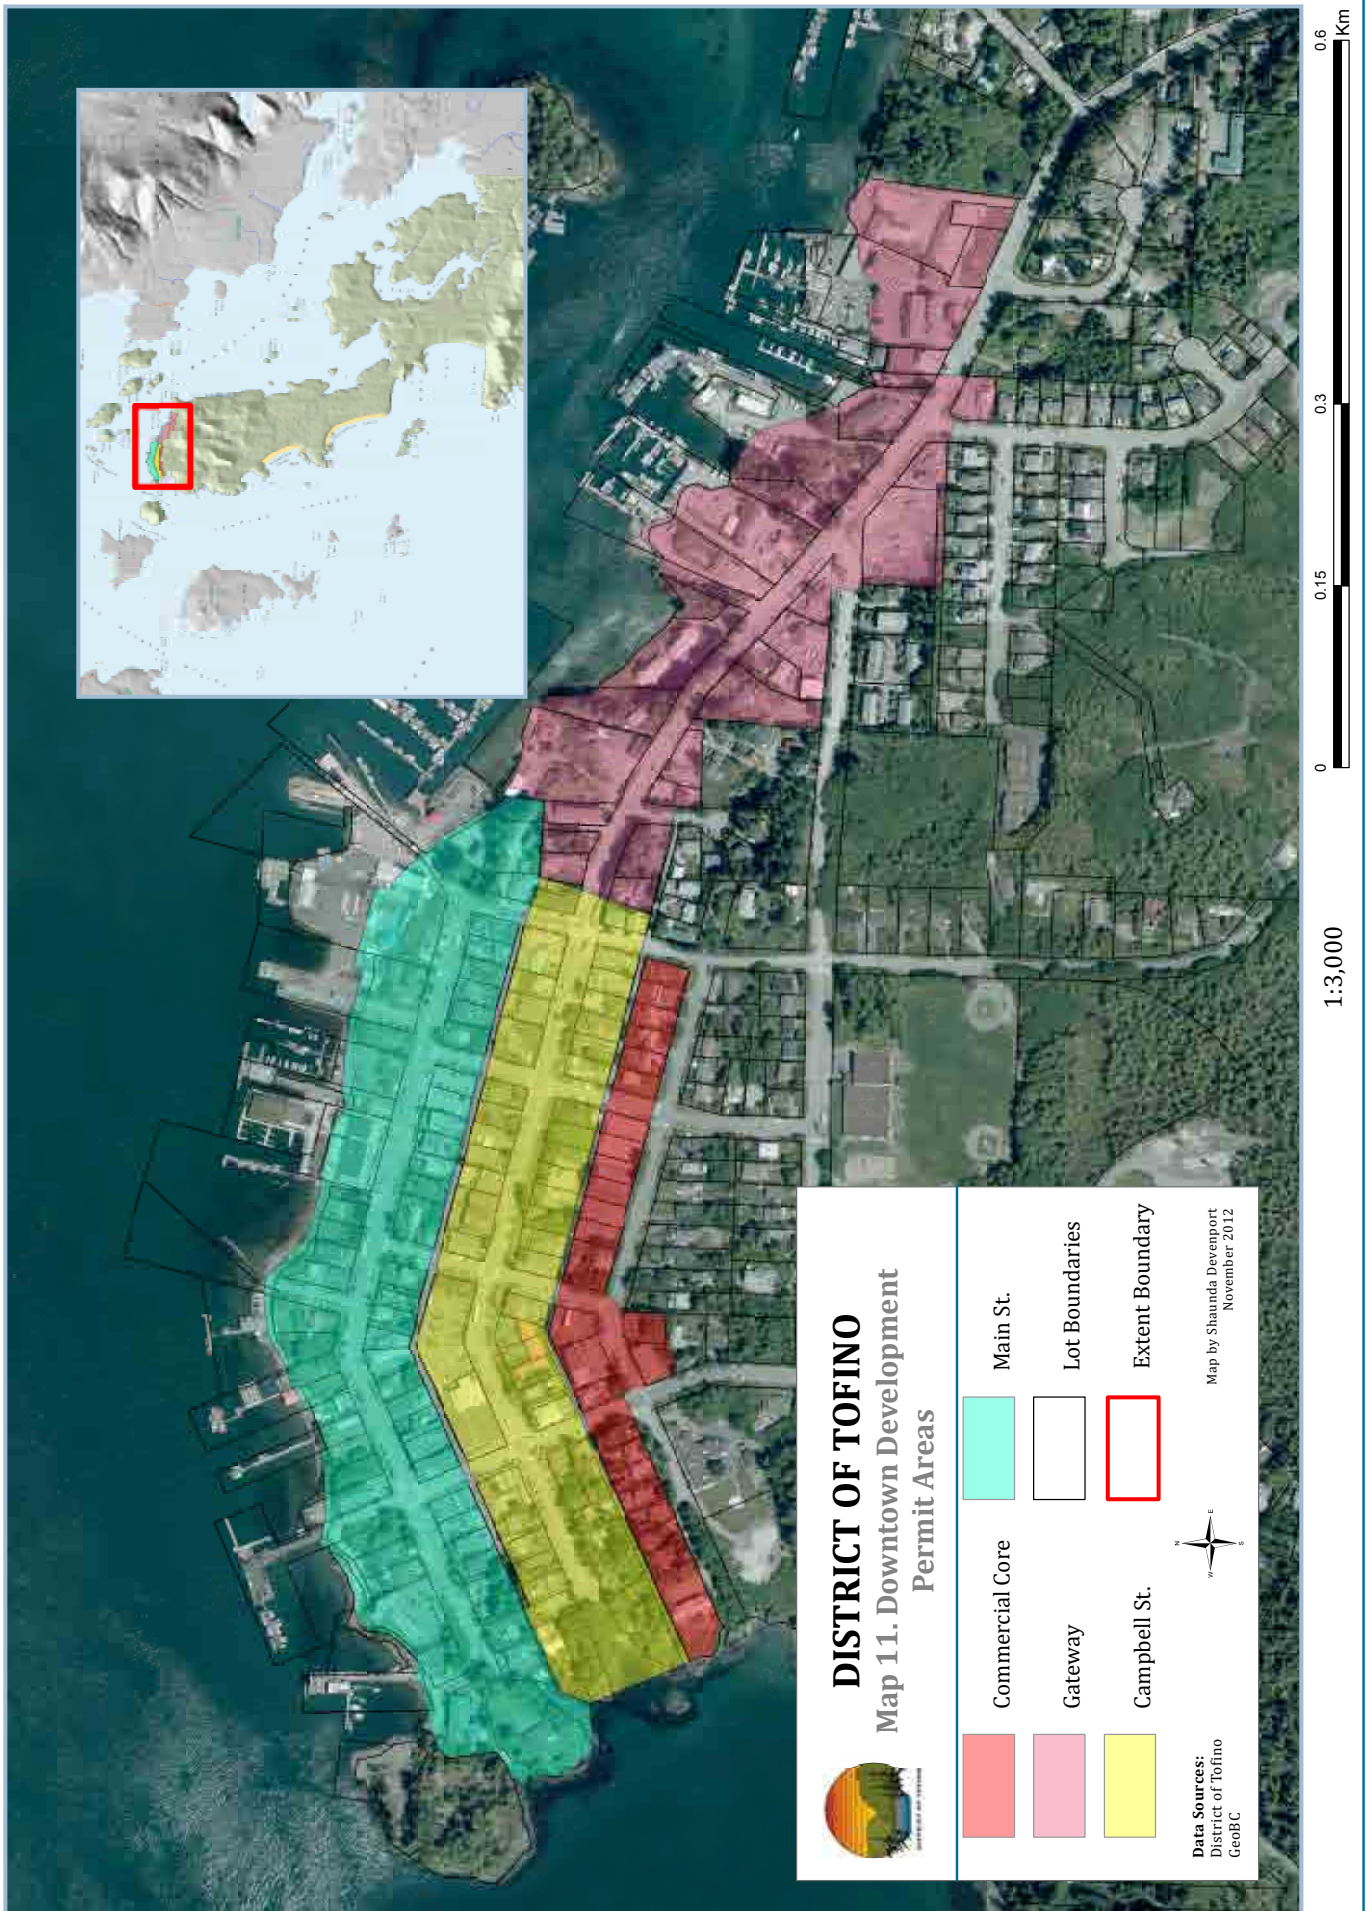 DISTRICT OF TOFINO
Map 11. Downtown Development
Permit Areas
Commercial Core
Main St.
Gateway
Lot Boundaries
Campbell St.
Extent Boundary
Data Sources:
District of Tofino
GeoBC
N
W
E
S
Map by Shaunda Devenport
November 2012
1:3,000
0
0.15
0.3
0.6
Km